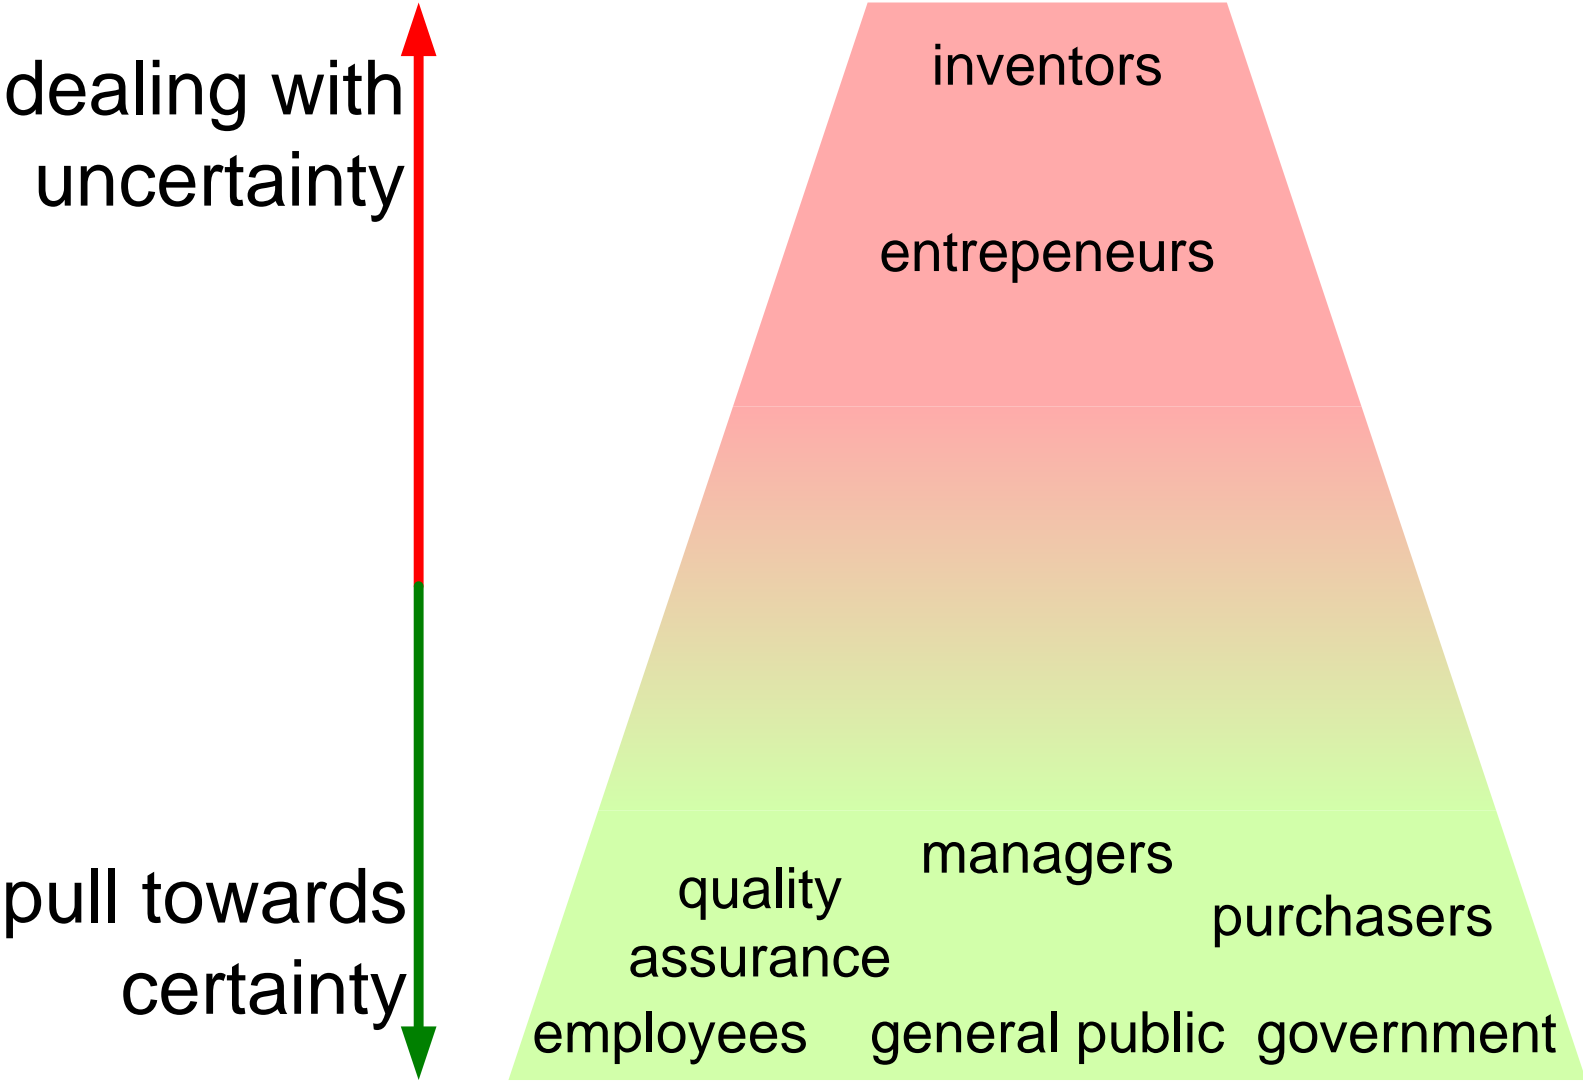 dealing with
uncertainty
inventors
entrepeneurs
pull towards
certainty
managers
quality
assurance
purchasers
employees
general public
government